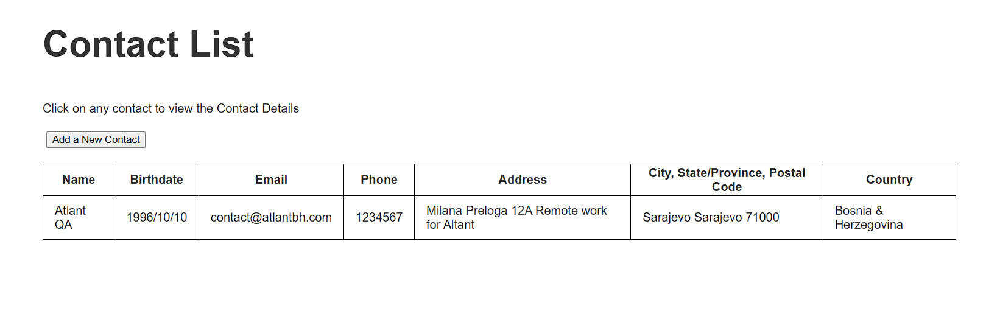 Contact List
Click on any contact to view the Contact Details
Add a New Contact
Name Birthdate Email Phone Address City, State/Province, Postal Code Country
Atlant QA 1996/10/10 contact@atlantbh.com 1234567 Milana Preloga 12A Remote work for Altant Sarajevo Sarajevo 71000 Bosnia & Herzegovina